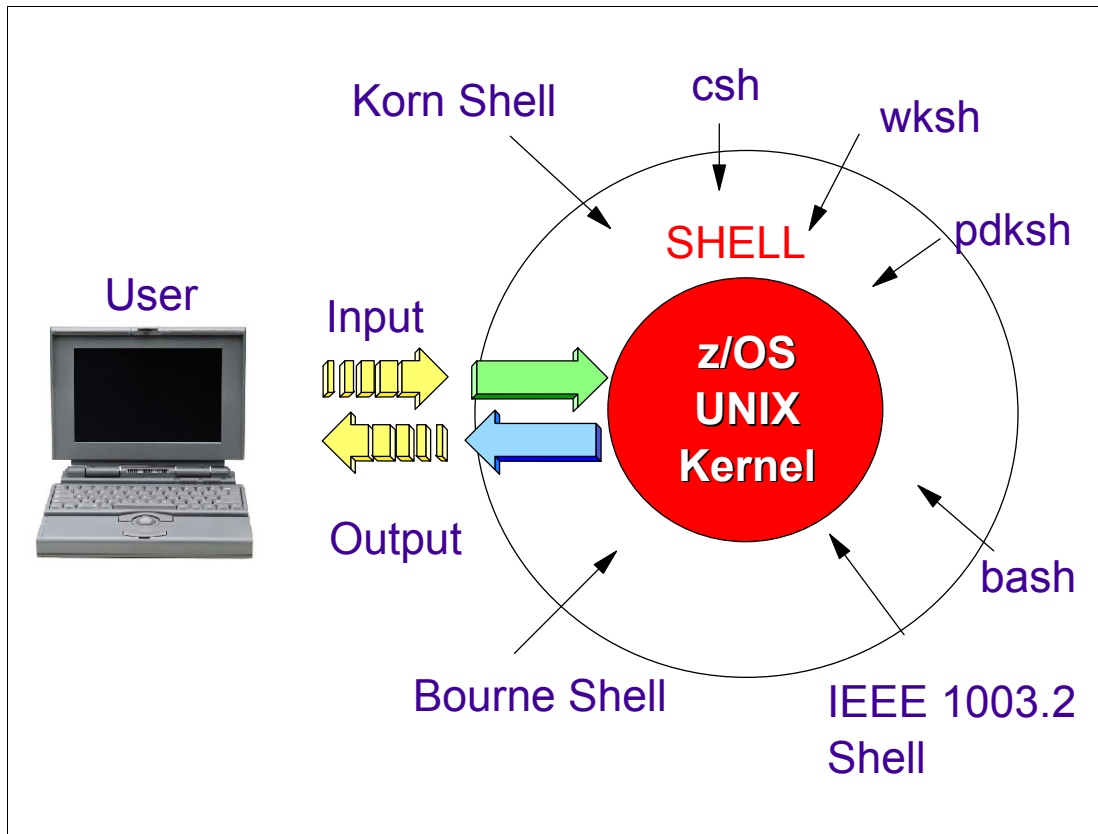 Korn Shell
csh
wksh
pdksh
SHELL
User
Input
z/OS
UNIX
Kernel
Output
bash
Bourne Shell
IEEE 1003.2
Shell